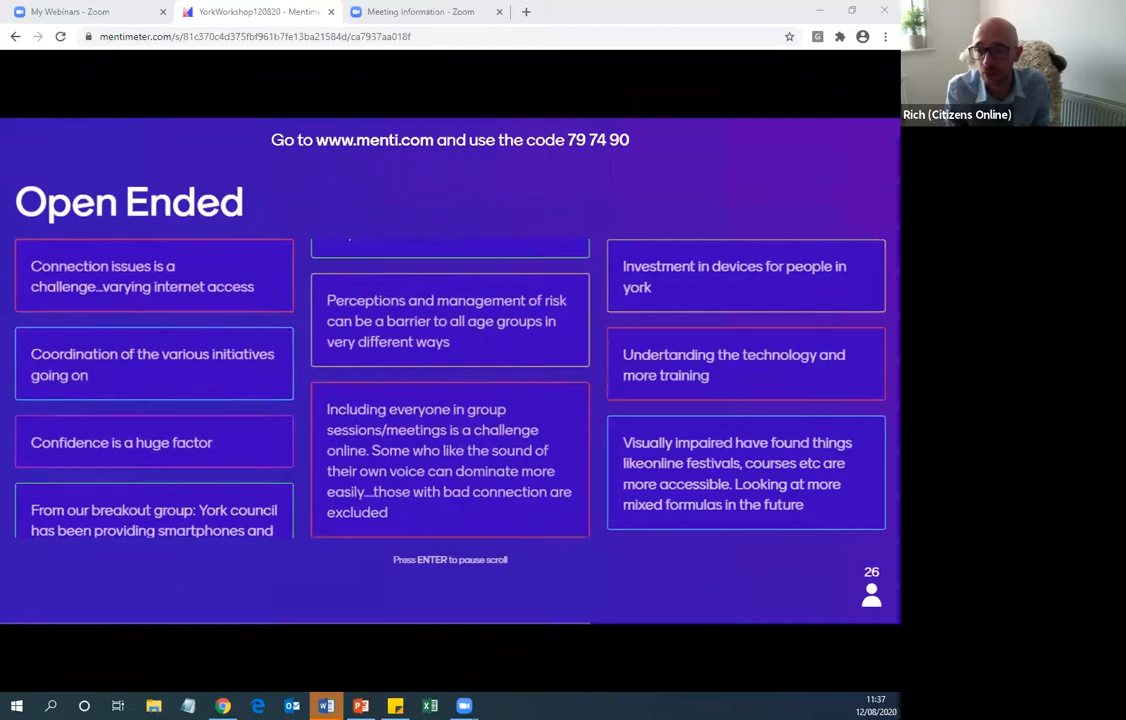 My Webinars - Zoom
YorkWorkshop120820 - Mentim
Meeting information - Zoom
mentimeter.com/s/81c370c4d375fbf961b7fe13ba21584d/ca7937aa018f
Rich (Citizens Online)
Go to www.menti.com and use the code 79 74 90
Open Ended
Connection issues is a
challenge...varying internet access
Coordination of the various initiatives
going on
Confidence is a huge factor
From our breakout group: York council
has been providing smartphones and
Perceptions and management of risk
can be a barrier to all age groups in
very different ways
Including everyone in group
sessions/meetings is a challenge
online. Some who like the sound of
their own voice can dominate more
easily....those with bad connection are
excluded
Investment in devices for people in
york
Undertanding the technology and
more training
Visually impaired have found things
likeonline festivals, courses etc are
more accessible. Looking at more
mixed formulas in the future
Press ENTER to pause scroll
26
11:37
12/08/2020